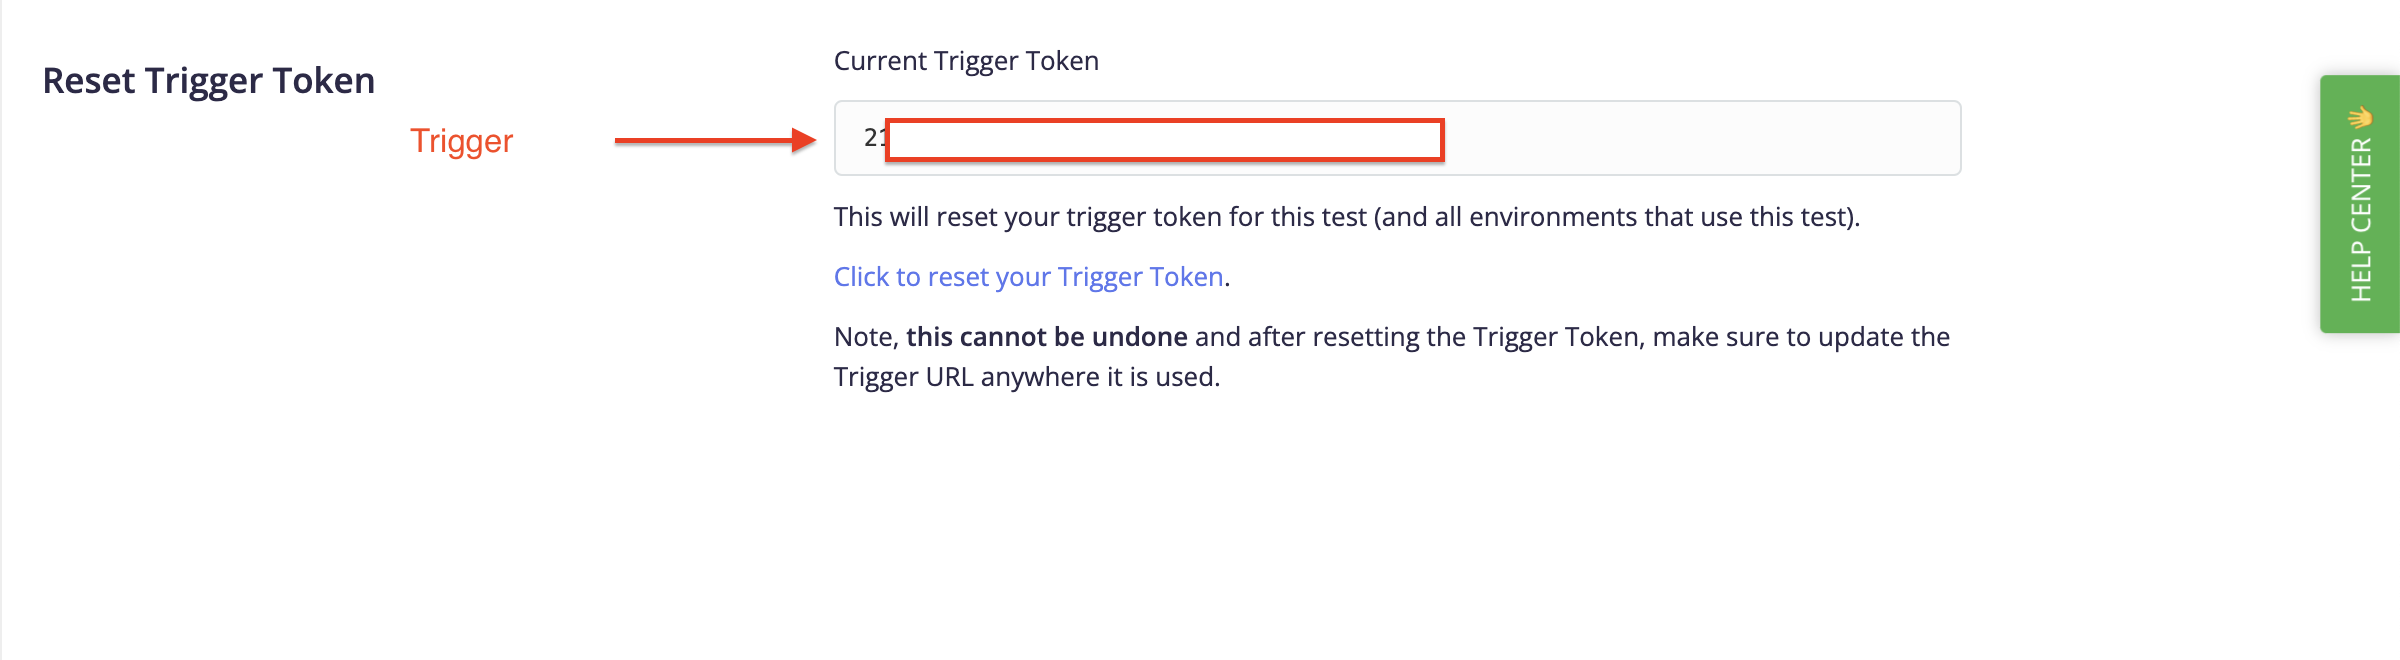 Reset Trigger Token
Trigger
Current Trigger Token
21
This will reset your trigger token for this test (and all environments that use this test).
Click to reset your Trigger Token.
Note, this cannot be undone and after resetting the Trigger Token, make sure to update the
Trigger URL anywhere it is used.
HELP CENTER 👋